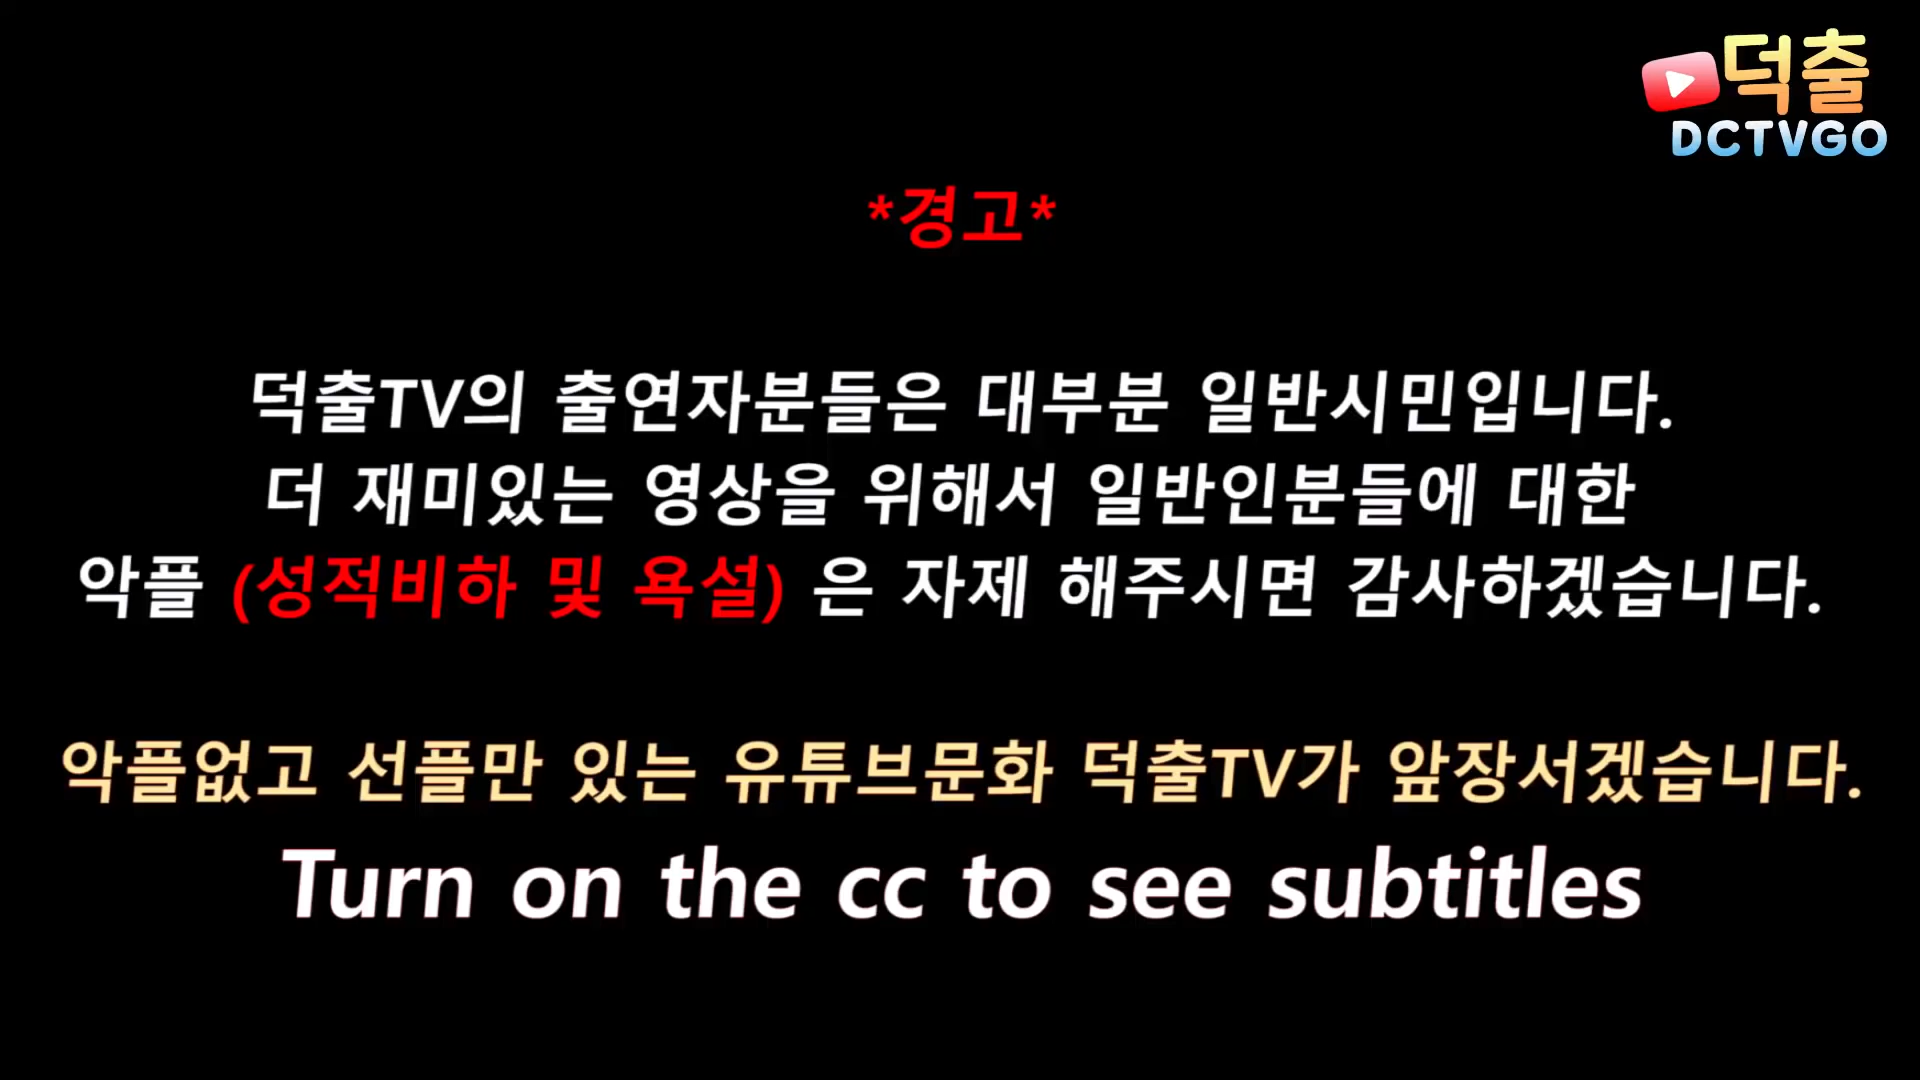 덕출
DCTVGO
*경고*
덕출TV의 출연자분들은 대부분 일반시민입니다.
더 재미있는 영상을 위해서 일반인분들에 대한
악플 (성적비하 및 욕설) 은 자제 해주시면 감사하겠습니다.
악플없고 선플만 있는 유튜브문화 덕출TV가 앞장서겠습니다.
Turn on the cc to see subtitles